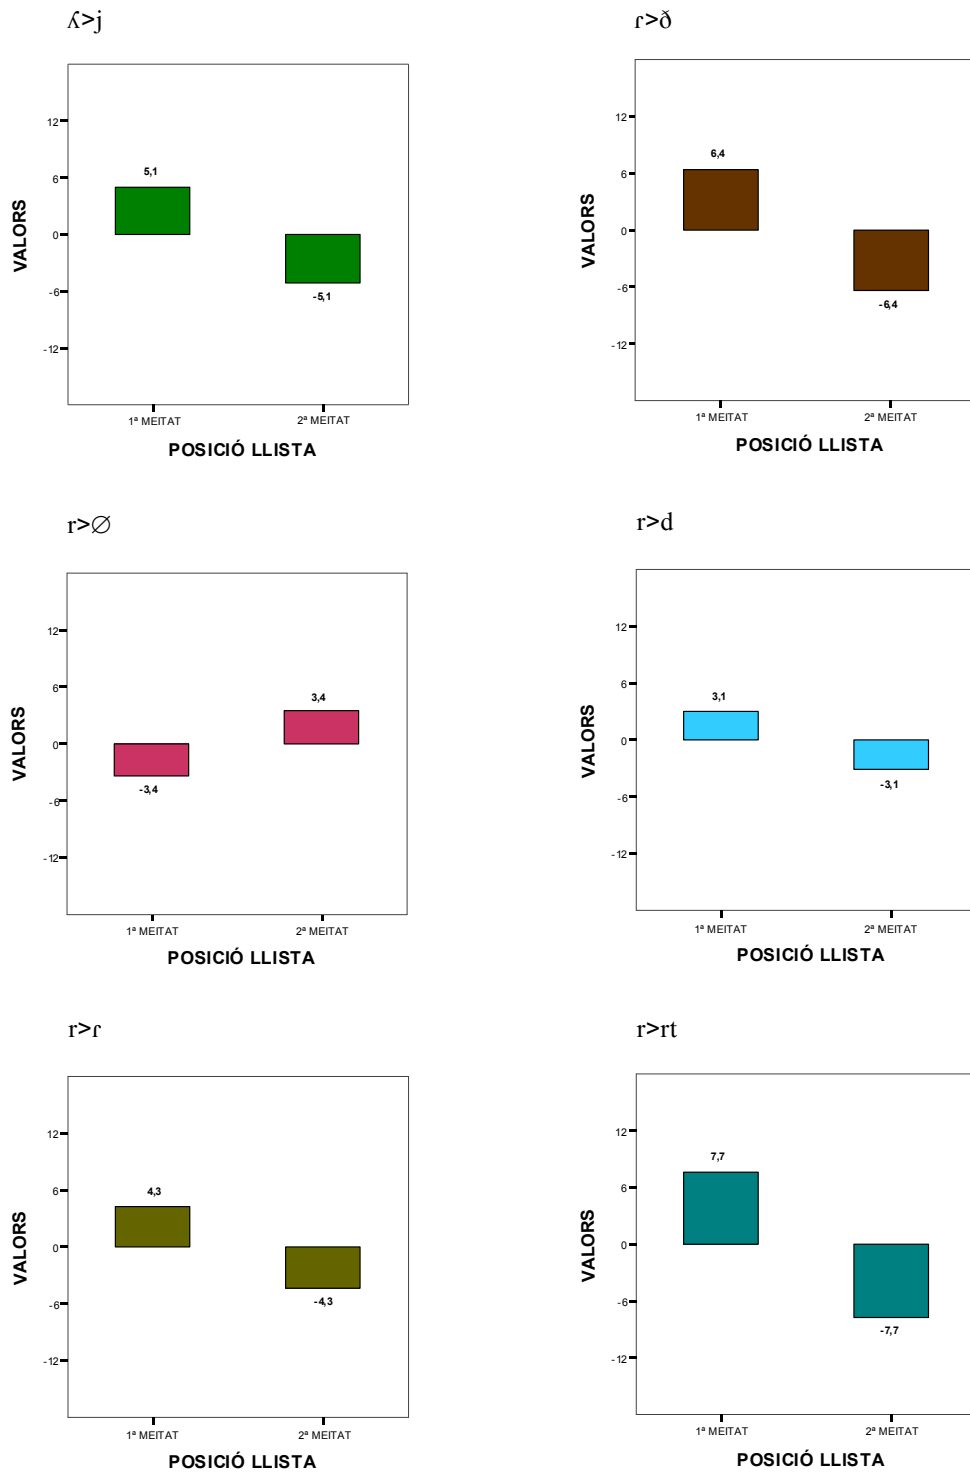 ʎ>j
12
6
0
-6
-12
VALORS
5,1
-5,1
1ª MEITAT 2ª MEITAT
POSICIÓ LLISTA
ɾ>ð
12
6
0
-6
-12
VALORS
6,4
-6,4
1ª MEITAT 2ª MEITAT
POSICIÓ LLISTA
r>∅
12
6
0
-6
-12
VALORS
-3,4
3,4
1ª MEITAT 2ª MEITAT
POSICIÓ LLISTA
r>d
12
6
0
-6
-12
VALORS
3,1
-3,1
1ª MEITAT 2ª MEITAT
POSICIÓ LLISTA
r>ɾ
12
6
0
-6
-12
VALORS
4,3
-4,3
1ª MEITAT 2ª MEITAT
POSICIÓ LLISTA
r>rt
12
6
0
-6
-12
VALORS
7,7
-7,7
1ª MEITAT 2ª MEITAT
POSICIÓ LLISTA